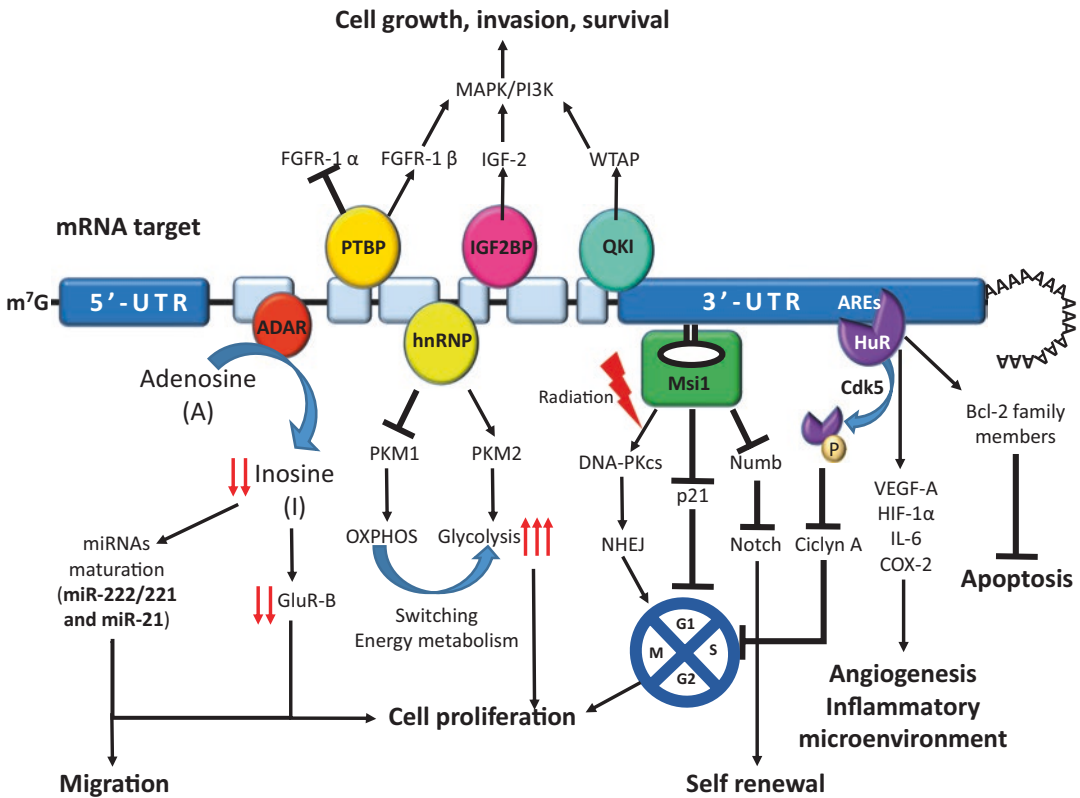 Cell growth, invasion, survival
MAPK/PI3K
FGFR-1 α
FGFR-1 β
IGF-2
WTAP
mRNA target
PTBP
IGF2BP
QKI
m⁷G
5’-UTR
3’-UTR
AREs
AAAAAAAAAAAAAAAAAAA
ADAR
hnRNP
Msi1
HuR
Adenosine
(A)
Radiation
Cdk5
P
Bcl-2 family
members
Inosine
(I)
PKM1
PKM2
DNA-PKcs
p21
Numb
VEGF-A
HIF-1α
IL-6
COX-2
miRNAs
maturation
(miR-222/221
and miR-21)
GluR-B
OXPHOS
Glycolysis
Switching
Energy metabolism
NHEJ
Notch
Ciclyn A
Apoptosis
G1
M
S
G2
Cell proliferation
Angiogenesis
Inflammatory
microenvironment
Migration
Self renewal